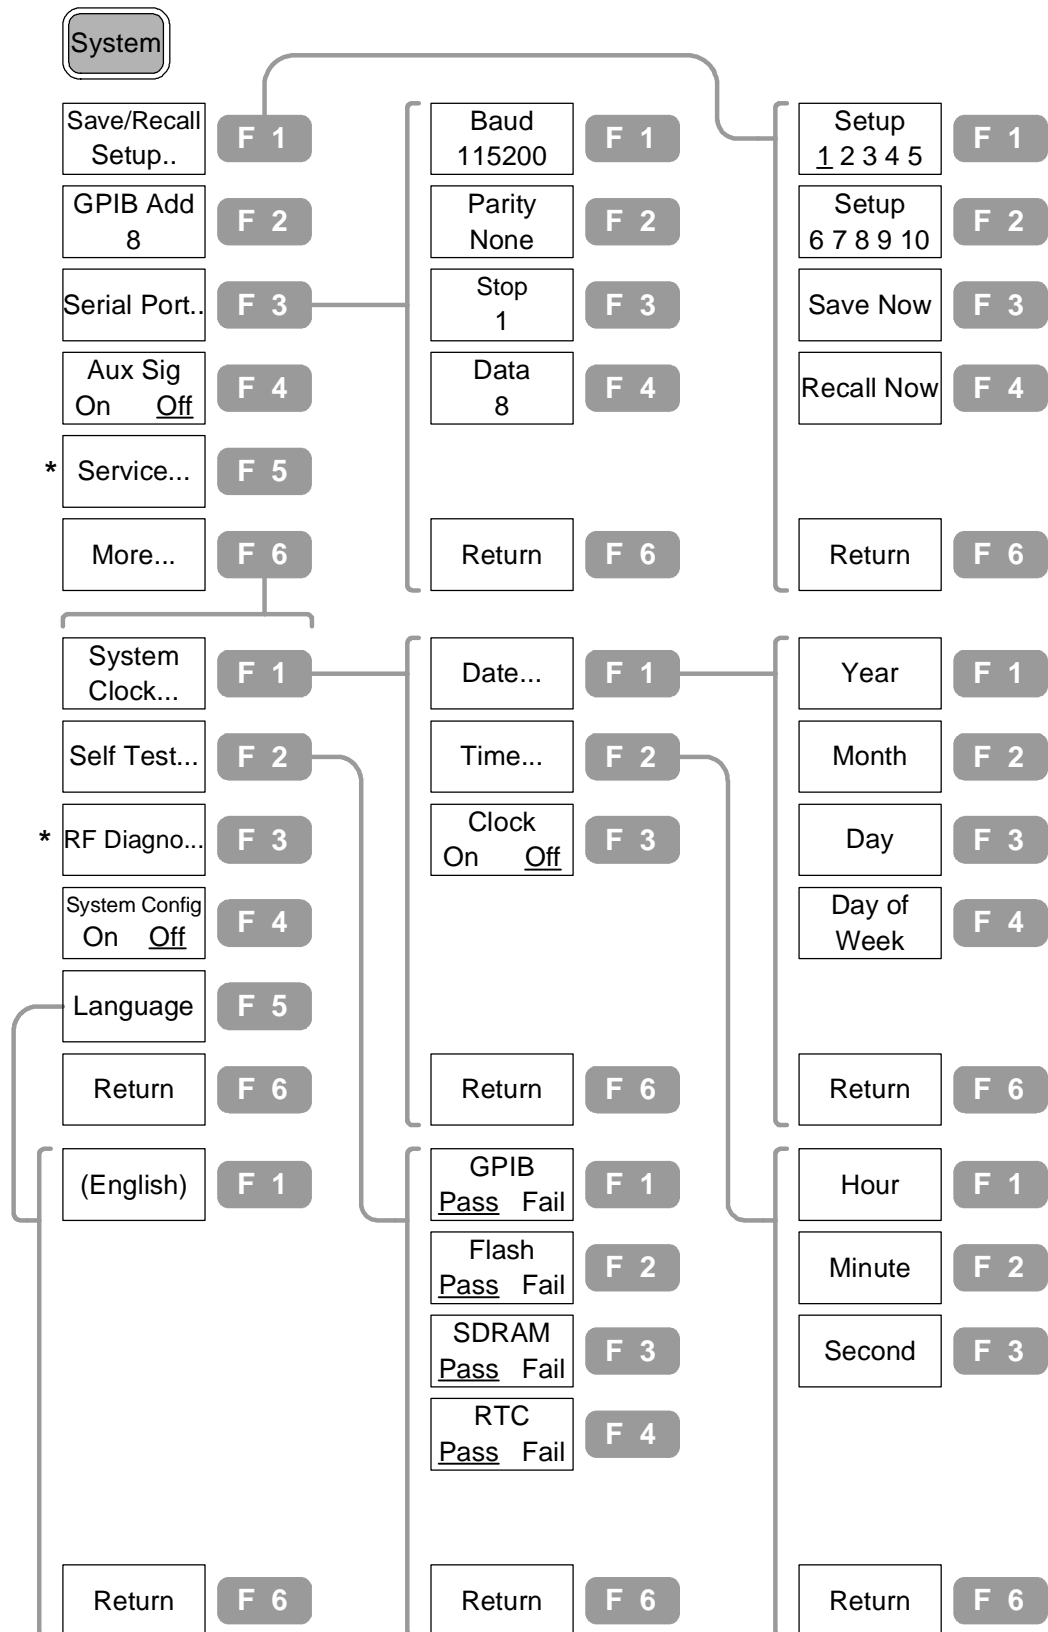 System
Save/Recall
Setup..
F 1
GPIB Add
8
F 2
Serial Port..
F 3
Aux Sig
On Off
F 4
* Service...
F 5
More...
F 6
Baud
115200
F 1
Parity
None
F 2
Stop
1
F 3
Data
8
F 4
Return
F 6
Setup
1 2 3 4 5
F 1
Setup
6 7 8 9 10
F 2
Save Now
F 3
Recall Now
F 4
Return
F 6
System
Clock...
F 1
Self Test...
F 2
* RF Diagno...
F 3
System Config
On Off
F 4
Language
F 5
Return
F 6
Date...
F 1
Time...
F 2
Clock
On Off
F 3
Return
F 6
Year
F 1
Month
F 2
Day
F 3
Day of
Week
F 4
Return
F 6
(English)
F 1
Return
F 6
GPIB
Pass Fail
F 1
Flash
Pass Fail
F 2
SDRAM
Pass Fail
F 3
RTC
Pass Fail
F 4
Return
F 6
Hour
F 1
Minute
F 2
Second
F 3
Return
F 6